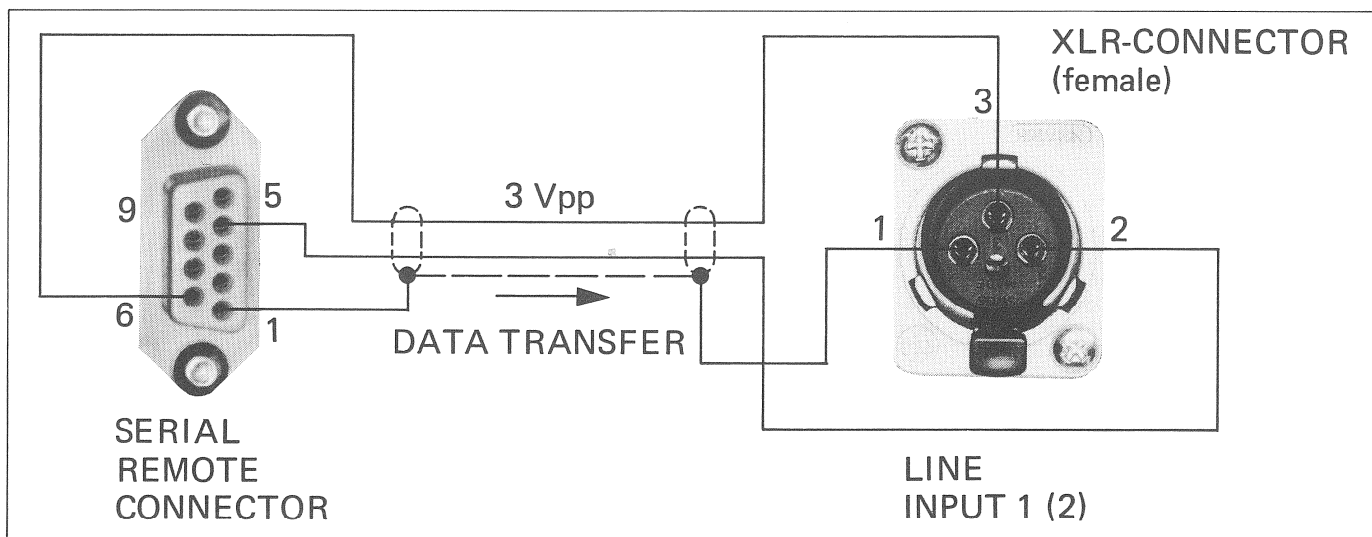 XLR-CONNECTOR
(female)
3
9
5
3 Vpp
1
2
6
1
DATA TRANSFER
SERIAL
REMOTE
CONNECTOR
LINE
INPUT 1 (2)